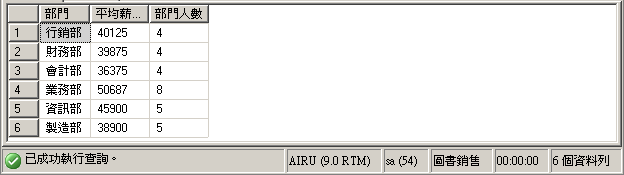 部門 平均薪... 部門人數
1 行銷部 40125 4
2 財務部 39875 4
3 會計部 36375 4
4 業務部 50687 8
5 資訊部 45900 5
6 製造部 38900 5
已成功執行查詢。 AIRU (9.0 RTM) sa (54) 圖書銷售 00:00:00 6 個資料列